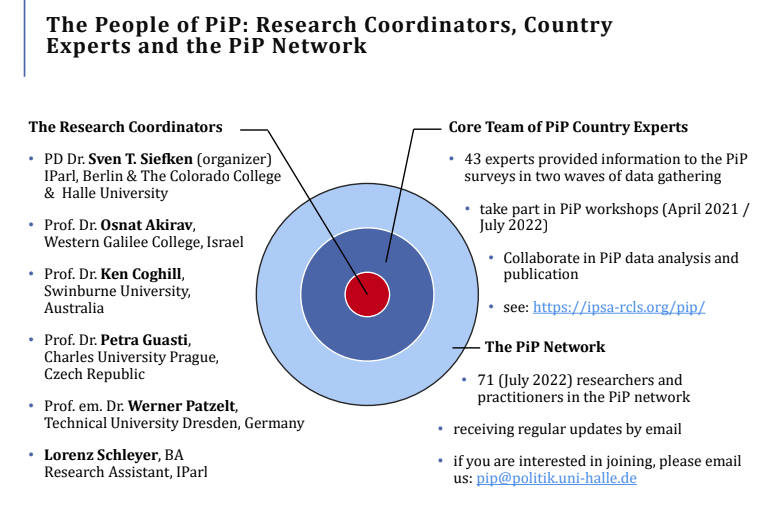 The People of PiP: Research Coordinators, Country
Experts and the PiP Network
The Research Coordinators
• PD Dr. Sven T. Siefken (organizer)
IParl, Berlin & The Colorado College
& Halle University
• Prof. Dr. Osnat Akirav,
Western Galilee College, Israel
• Prof. Dr. Ken Coghill,
Swinburne University,
Australia
• Prof. Dr. Petra Guasti,
Charles University Prague,
Czech Republic
• Prof. em. Dr. Werner Patzelt,
Technical University Dresden, Germany
• Lorenz Schleyer, BA
Research Assistant, IParl
Core Team of PiP Country Experts
• 43 experts provided information to the PiP
surveys in two waves of data gathering
• take part in PiP workshops (April 2021 /
July 2022)
• Collaborate in PiP data analysis and
publication
• see: https://ipsa-rcls.org/pip/
The PiP Network
• 71 (July 2022) researchers and
practitioners in the PiP network
• receiving regular updates by email
• if you are interested in joining, please email
us: pip@politik.uni-halle.de